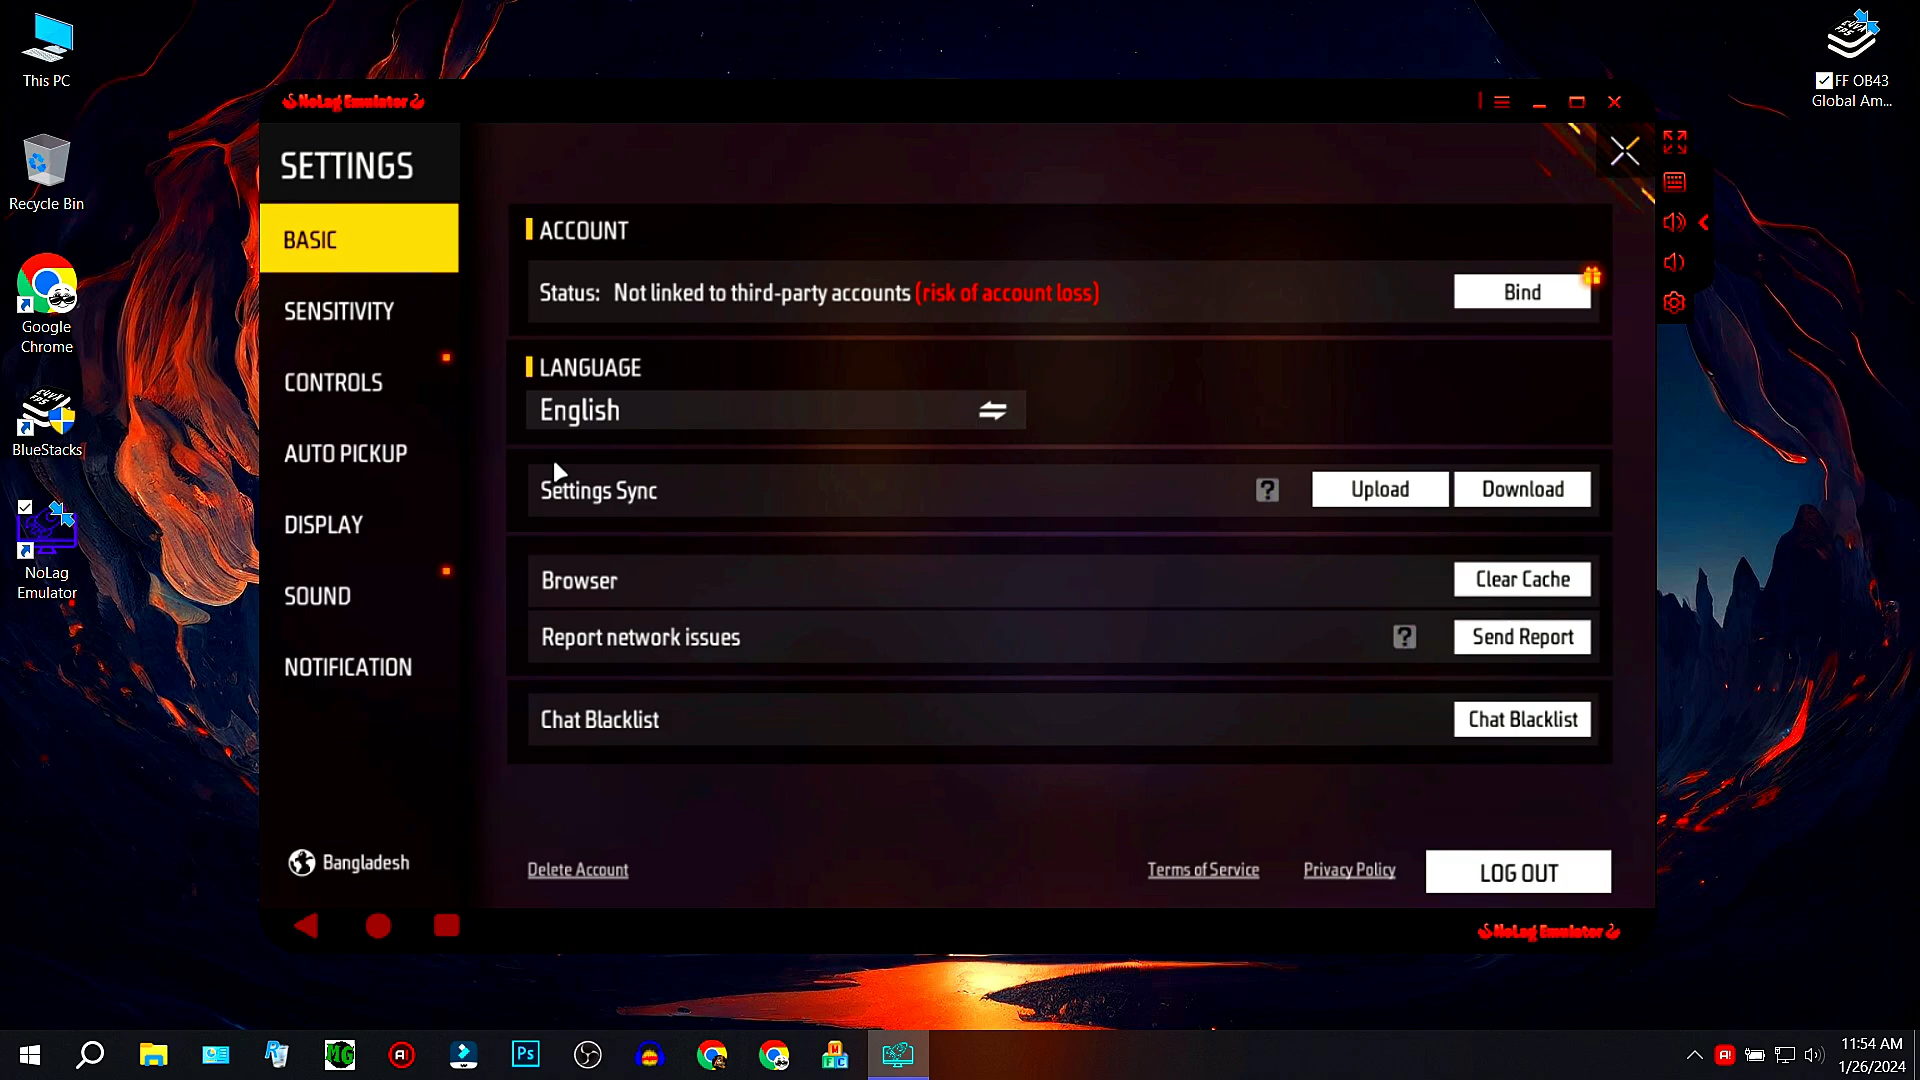 This PC
Recycle Bin
Google
Chrome
BlueStacks
NoLag
Emulator
FF OB43
Global Am...
NoLag Emulator
SETTINGS
BASIC
SENSITIVITY
CONTROLS
AUTO PICKUP
DISPLAY
SOUND
NOTIFICATION
Bangladesh
ACCOUNT
Status: Not linked to third-party accounts (risk of account loss)
Bind
LANGUAGE
English
Settings Sync
?
Upload
Download
Browser
Clear Cache
Report network issues
?
Send Report
Chat Blacklist
Chat Blacklist
Delete Account
Terms of Service
Privacy Policy
LOG OUT
NoLag Emulator
MG
Ps
11:54 AM
1/26/2024